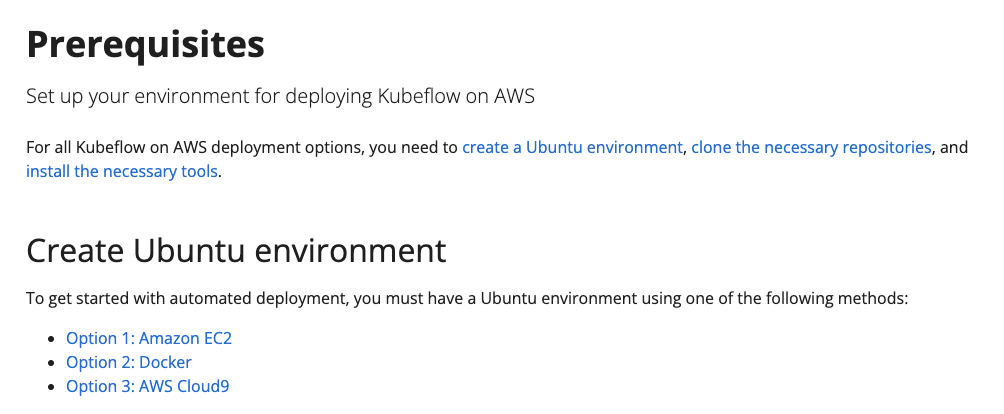 Prerequisites
Set up your environment for deploying Kubeflow on AWS
For all Kubeflow on AWS deployment options, you need to create a Ubuntu environment, clone the necessary repositories, and
install the necessary tools.
Create Ubuntu environment
To get started with automated deployment, you must have a Ubuntu environment using one of the following methods:
• Option 1: Amazon EC2
• Option 2: Docker
• Option 3: AWS Cloud9